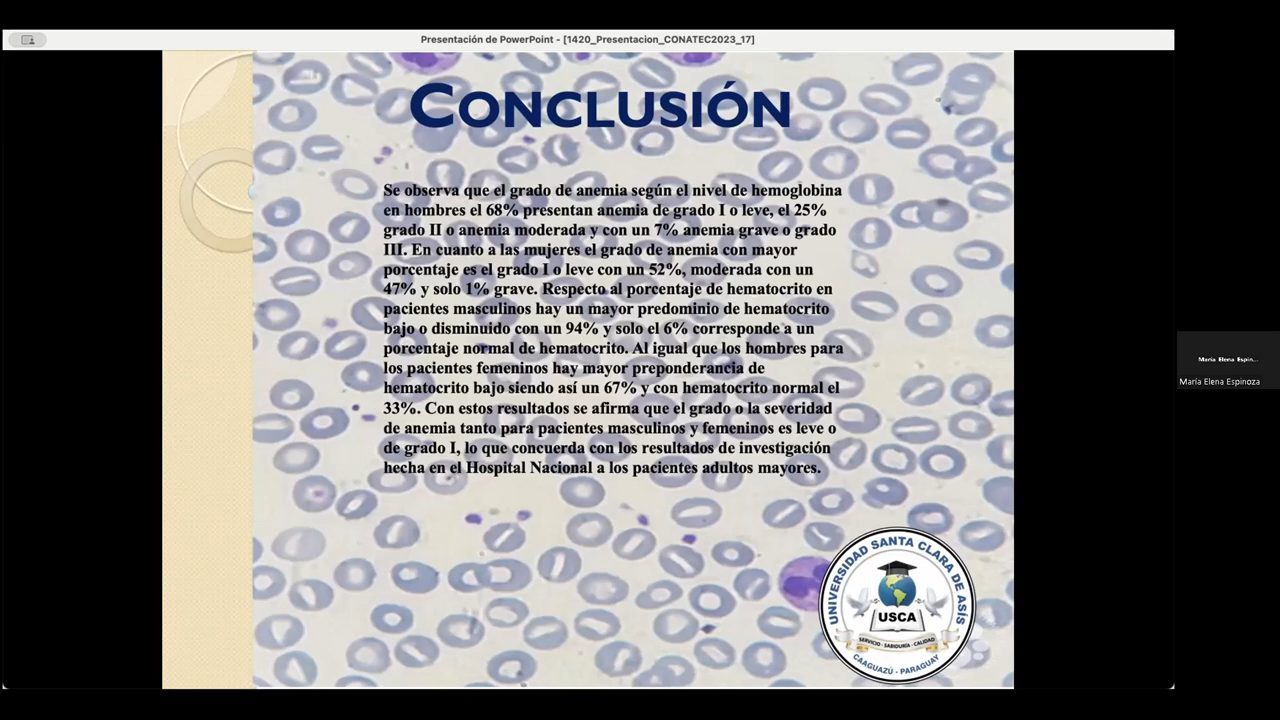 Presentación de PowerPoint - [1420_Presentacion_CONATEC2023_17]
CONCLUSIÓN
Se observa que el grado de anemia según el nivel de hemoglobina
en hombres el 68% presentan anemia de grado I o leve, el 25%
grado II o anemia moderada y con un 7% anemia grave o grado
III. En cuanto a las mujeres el grado de anemia con mayor
porcentaje es el grado I o leve con un 52%, moderada con un
47% y solo 1% grave. Respecto al porcentaje de hematocrito en
pacientes masculinos hay un mayor predominio de hematocrito
bajo o disminuido con un 94% y solo el 6% corresponde a un
porcentaje normal de hematocrito. Al igual que los hombres para
los pacientes femeninos hay mayor preponderancia de
hematocrito bajo siendo así un 67% y con hematocrito normal el
33%. Con estos resultados se afirma que el grado o la severidad
de anemia tanto para pacientes masculinos y femeninos es leve o
de grado I, lo que concuerda con los resultados de investigación
hecha en el Hospital Nacional a los pacientes adultos mayores.
UNIVERSIDAD SANTA CLARA DE ASÍS
USCA
SERVICIO - SABIDURÍA - CALIDAD
CAAGUAZÚ - PARAGUAY
María Elena Espin...
María Elena Espinoza